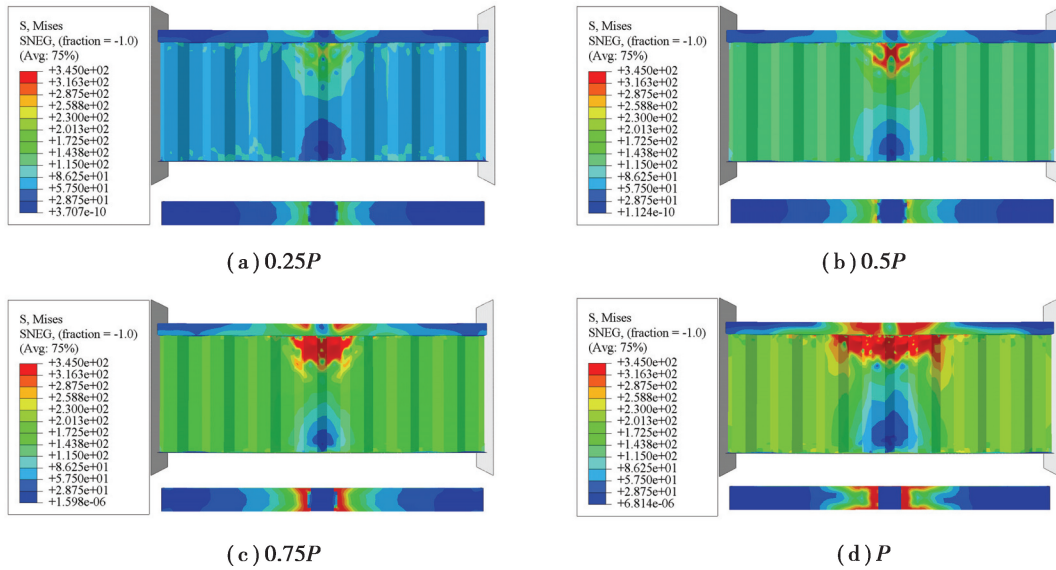 S, Mises
SNEG, (fraction = -1.0)
(Avg: 75%)
+3.450e+02
+3.163e+02
+2.875e+02
+2.588e+02
+2.300e+02
+2.013e+02
+1.725e+02
+1.438e+02
+1.150e+02
+8.625e+01
+5.750e+01
+2.875e+01
+3.707e-10
(a) 0.25P
S, Mises
SNEG, (fraction = -1.0)
(Avg: 75%)
+3.450e+02
+3.163e+02
+2.875e+02
+2.588e+02
+2.300e+02
+2.013e+02
+1.725e+02
+1.438e+02
+1.150e+02
+8.625e+01
+5.750e+01
+2.875e+01
+1.124e-10
(b) 0.5P
S, Mises
SNEG, (fraction = -1.0)
(Avg: 75%)
+3.450e+02
+3.163e+02
+2.875e+02
+2.588e+02
+2.300e+02
+2.013e+02
+1.725e+02
+1.438e+02
+1.150e+02
+8.625e+01
+5.750e+01
+2.875e+01
+1.598e-06
(c) 0.75P
S, Mises
SNEG, (fraction = -1.0)
(Avg: 75%)
+3.450e+02
+3.163e+02
+2.875e+02
+2.588e+02
+2.300e+02
+2.013e+02
+1.725e+02
+1.438e+02
+1.150e+02
+8.625e+01
+5.750e+01
+2.875e+01
+6.814e-06
(d) P